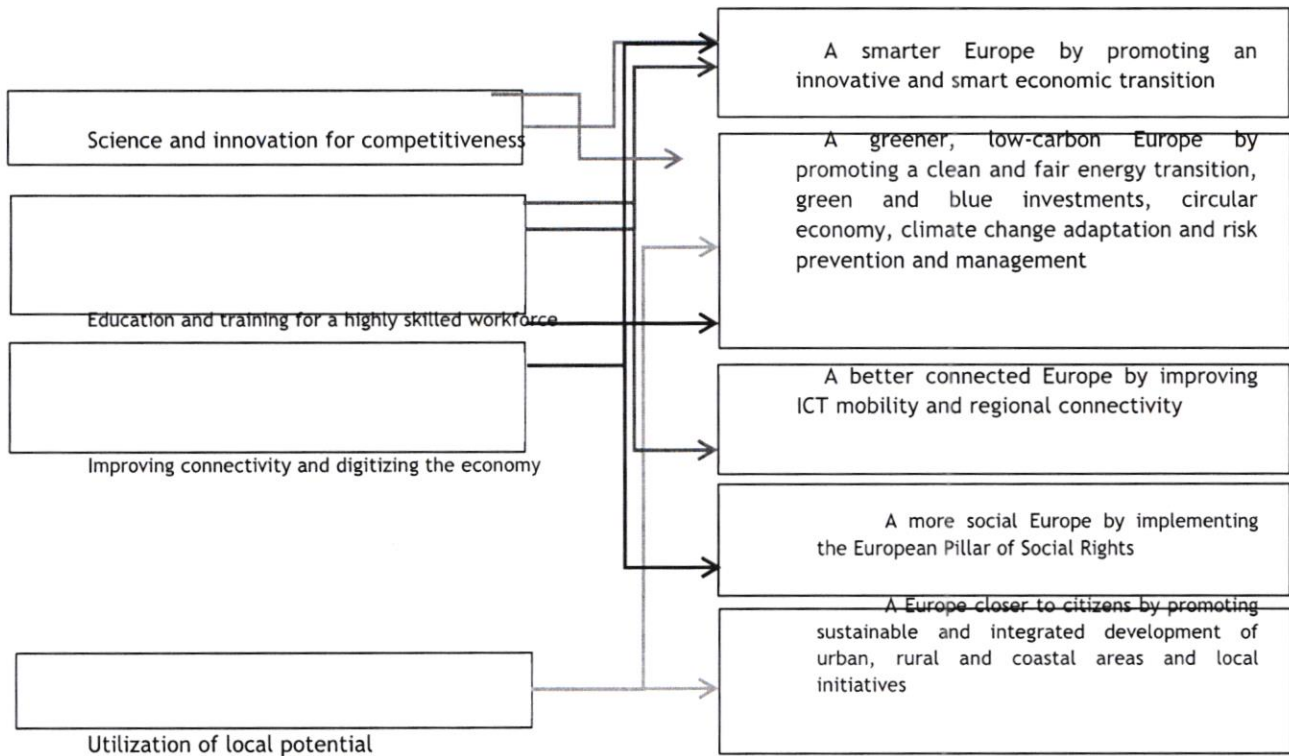 Science and innovation for competitiveness
Education and training for a highly skilled workforce
Improving connectivity and digitizing the economy
Utilization of local potential
A smarter Europe by promoting an
innovative and smart economic transition
A greener, low-carbon Europe by
promoting a clean and fair energy transition,
green and blue investments, circular
economy, climate change adaptation and risk
prevention and management
A better connected Europe by improving
ICT mobility and regional connectivity
A more social Europe by implementing
the European Pillar of Social Rights
A Europe closer to citizens by promoting
sustainable and integrated development of
urban, rural and coastal areas and local
initiatives